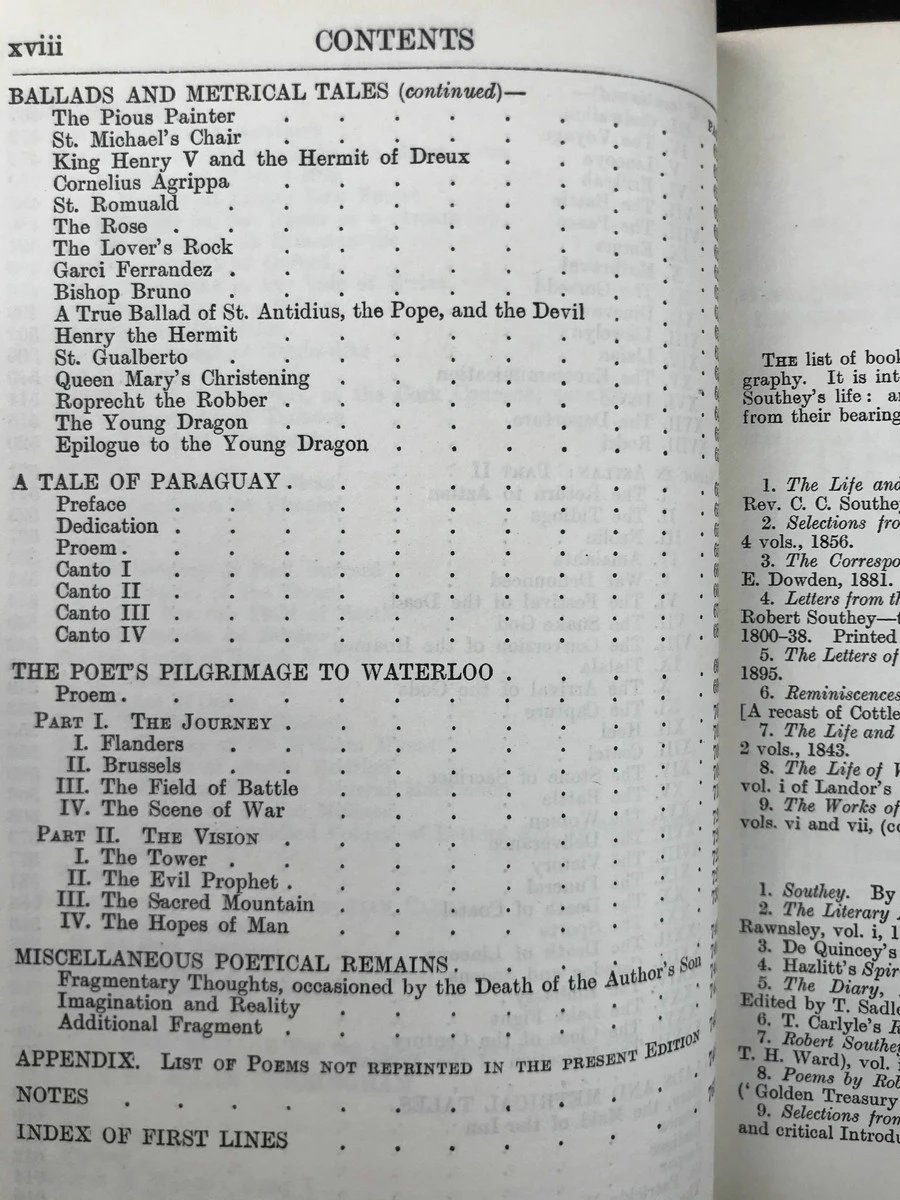 xviii CONTENTS
BALLADS AND METRICAL TALES (continued)—
The Pious Painter
St. Michael's Chair
King Henry V and the Hermit of Dreux
Cornelius Agrippa
St. Romuald
The Rose
The Lover's Rock
Garci Ferrandez
Bishop Bruno
A True Ballad of St. Antidius, the Pope, and the Devil
Henry the Hermit
St. Gualberto
Queen Mary's Christening
Roprecht the Robber
The Young Dragon
Epilogue to the Young Dragon
A TALE OF PARAGUAY
Preface
Dedication
Proem
Canto I
Canto II
Canto III
Canto IV
THE POET'S PILGRIMAGE TO WATERLOO
Proem
PART I. THE JOURNEY
I. Flanders
II. Brussels
III. The Field of Battle
IV. The Scene of War
PART II. THE VISION
I. The Tower
II. The Evil Prophet
III. The Sacred Mountain
IV. The Hopes of Man
MISCELLANEOUS POETICAL REMAINS
Fragmentary Thoughts, occasioned by the Death of the Author's Son
Imagination and Reality
Additional Fragment
APPENDIX. LIST OF POEMS NOT REPRINTED IN THE PRESENT EDITION
NOTES
INDEX OF FIRST LINES
THE list of book
graphy. It is int
Southey's life: a
from their bearing
1. The Life and
Rev. C. C. Southey
2. Selections fro
4 vols., 1856.
3. The Correspo
E. Dowden, 1881.
4. Letters from th
Robert Southey—t
1800-38. Printed
5. The Letters of
1895.
6. Reminiscences
[A recast of Cottle
7. The Life and
2 vols., 1843.
8. The Life of W
vol. i of Landor's
9. The Works of
vols. vi and vii, (co
1. Southey. By
2. The Literary
Rawnsley, vol. i, 1
3. De Quincey's
4. Hazlitt's Spir
5. The Diary,
Edited by T. Sadle
6. T. Carlyle's R
7. Robert Southey
T. H. Ward), vol. i
8. Poems by Rob
('Golden Treasury
9. Selections from
and critical Introdu